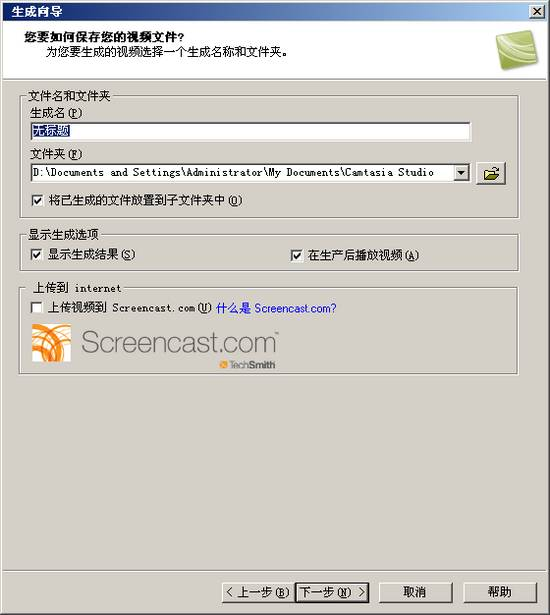 生成向导
您要如何保存您的视频文件?
为您要生成的视频选择一个生成名称和文件夹。
文件名和文件夹
生成名(P)
无标题
文件夹(F)
D:\Documents and Settings\Administrator\My Documents\Camtasia Studio
将已生成的文件放置到子文件夹中(O)
显示生成选项
显示生成结果(S)
在生产后播放视频(A)
上传到 internet
上传视频到 Screencast.com(U) 什么是 Screencast.com?
Screencast.com™
TechSmith
< 上一步(B) 下一步(N) > 取消 帮助